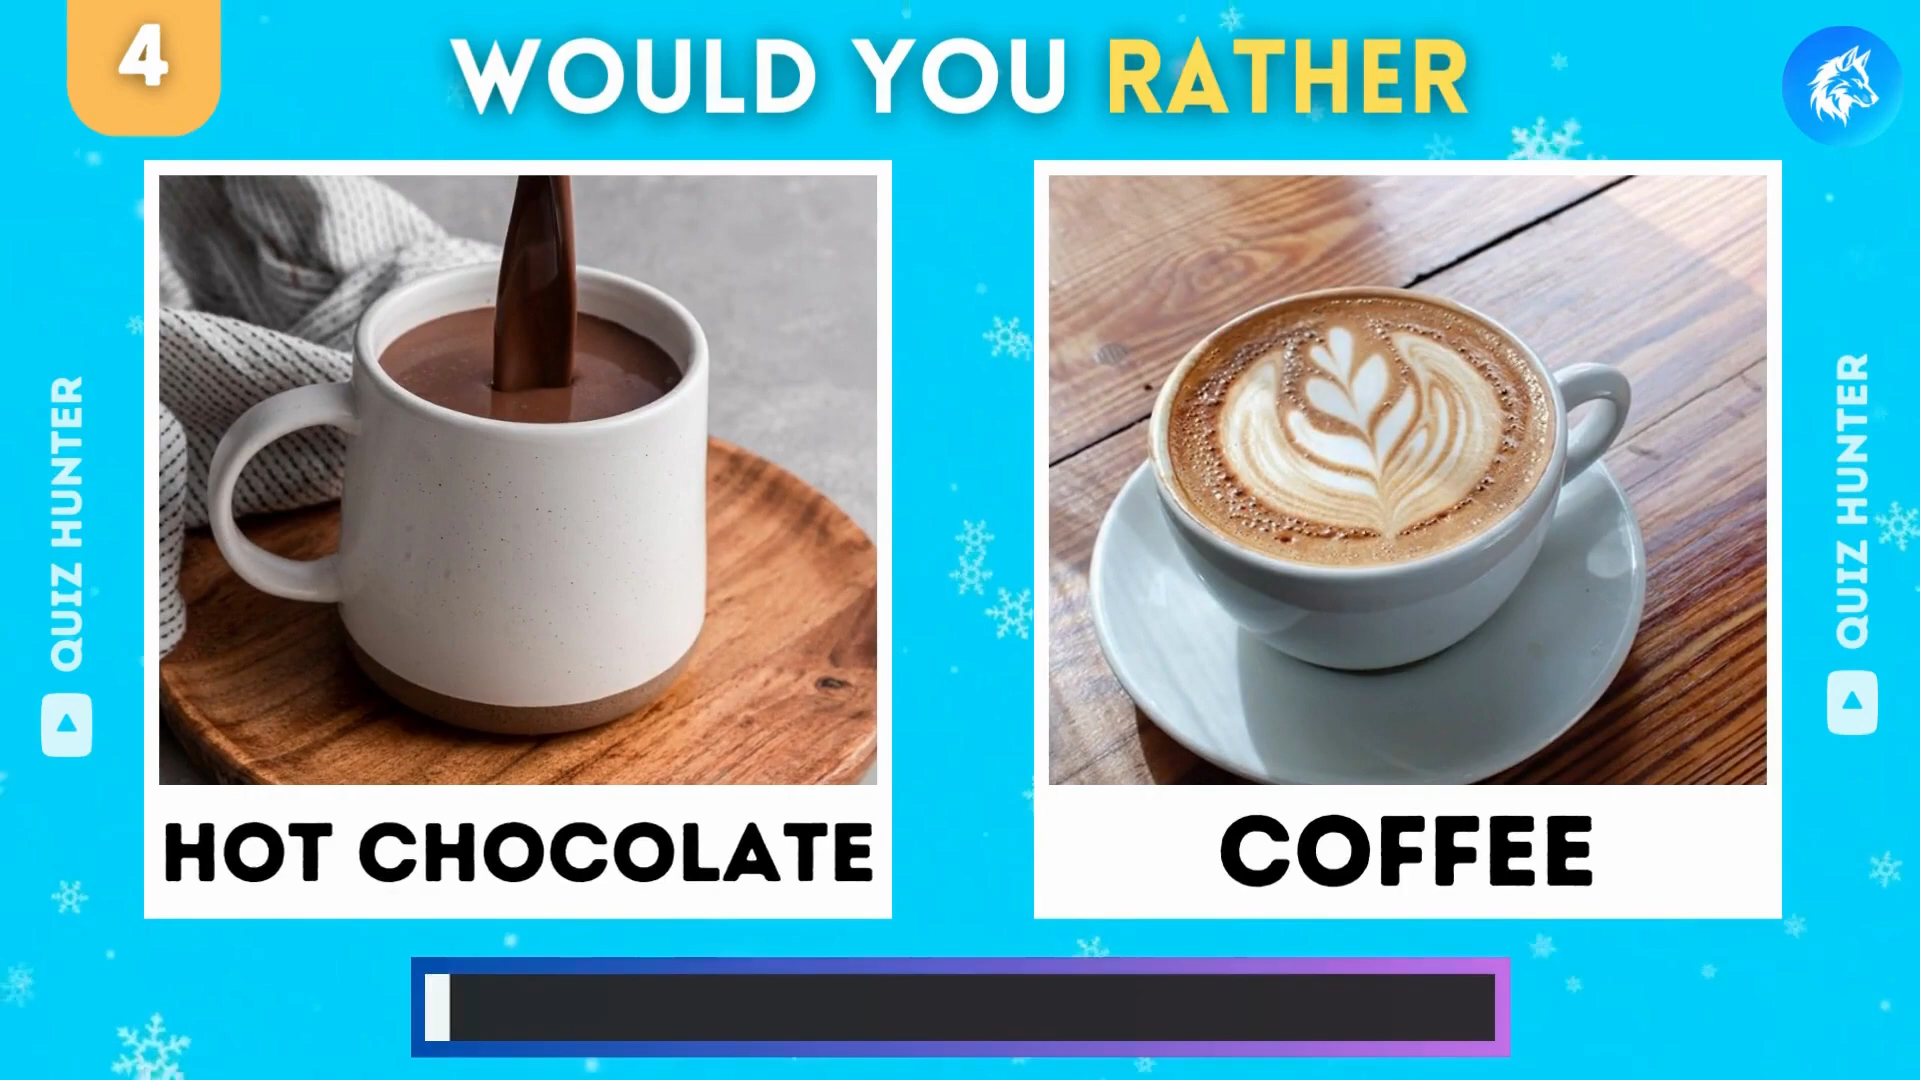 4
WOULD YOU RATHER
QUIZ HUNTER
QUIZ HUNTER
HOT CHOCOLATE
COFFEE